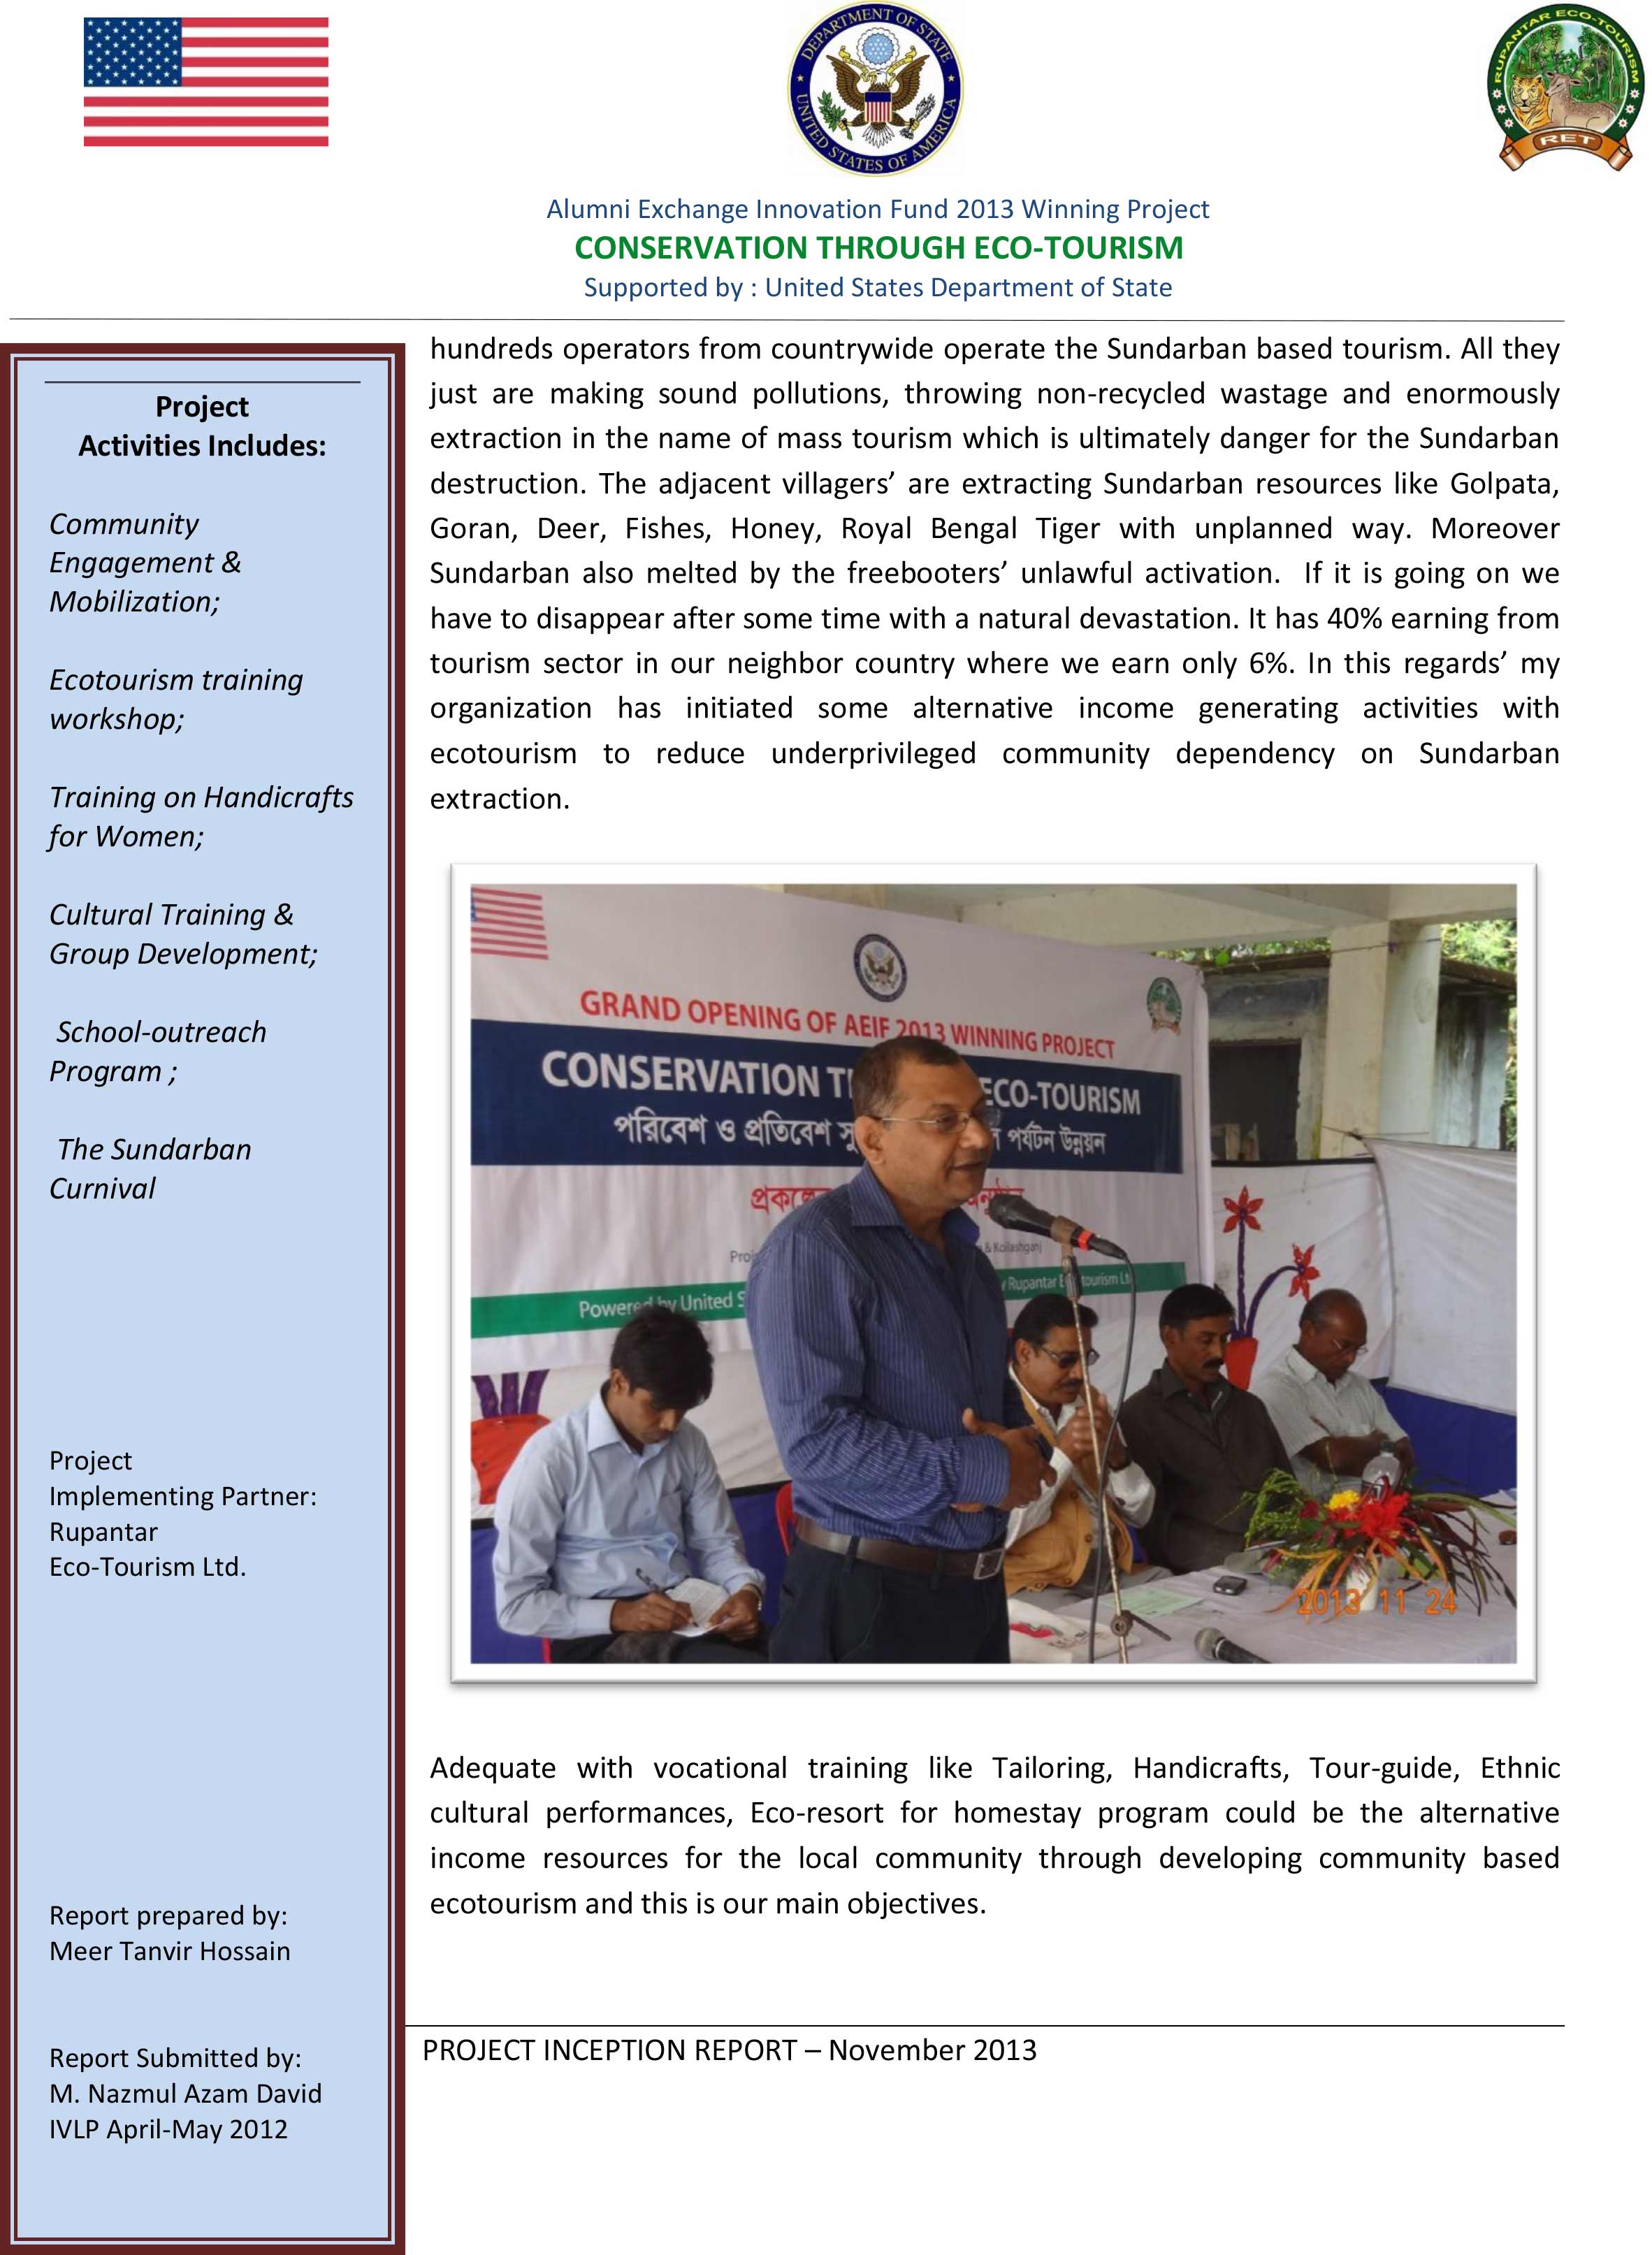 DEPARTMENT OF STATE
UNITED STATES OF AMERICA
RUPANTAR ECO-TOURISM
RET
Alumni Exchange Innovation Fund 2013 Winning Project
CONSERVATION THROUGH ECO-TOURISM
Supported by : United States Department of State
Project
Activities Includes:
Community
Engagement &
Mobilization;
Ecotourism training
workshop;
Training on Handicrafts
for Women;
Cultural Training &
Group Development;
School-outreach
Program ;
The Sundarban
Curnival
Project
Implementing Partner:
Rupantar
Eco-Tourism Ltd.
Report prepared by:
Meer Tanvir Hossain
Report Submitted by:
M. Nazmul Azam David
IVLP April-May 2012
hundreds operators from countrywide operate the Sundarban based tourism. All they
just are making sound pollutions, throwing non-recycled wastage and enormously
extraction in the name of mass tourism which is ultimately danger for the Sundarban
destruction. The adjacent villagers’ are extracting Sundarban resources like Golpata,
Goran, Deer, Fishes, Honey, Royal Bengal Tiger with unplanned way. Moreover
Sundarban also melted by the freebooters’ unlawful activation.  If it is going on we
have to disappear after some time with a natural devastation. It has 40% earning from
tourism sector in our neighbor country where we earn only 6%. In this regards’ my
organization has initiated some alternative income generating activities with
ecotourism to reduce underprivileged community dependency on Sundarban
extraction.
GRAND OPENING OF AEIF 2013 WINNING PROJECT
CONSERVATION T ECO-TOURISM
পরিবেশ ও প্রতিবেশ সু পর্যটন উন্নয়ন
& Koilashganj
Powered by United S Rupantar Ecotourism Lt
2013 11 24
Adequate with vocational training like Tailoring, Handicrafts, Tour-guide, Ethnic
cultural performances, Eco-resort for homestay program could be the alternative
income resources for the local community through developing community based
ecotourism and this is our main objectives.
PROJECT INCEPTION REPORT – November 2013